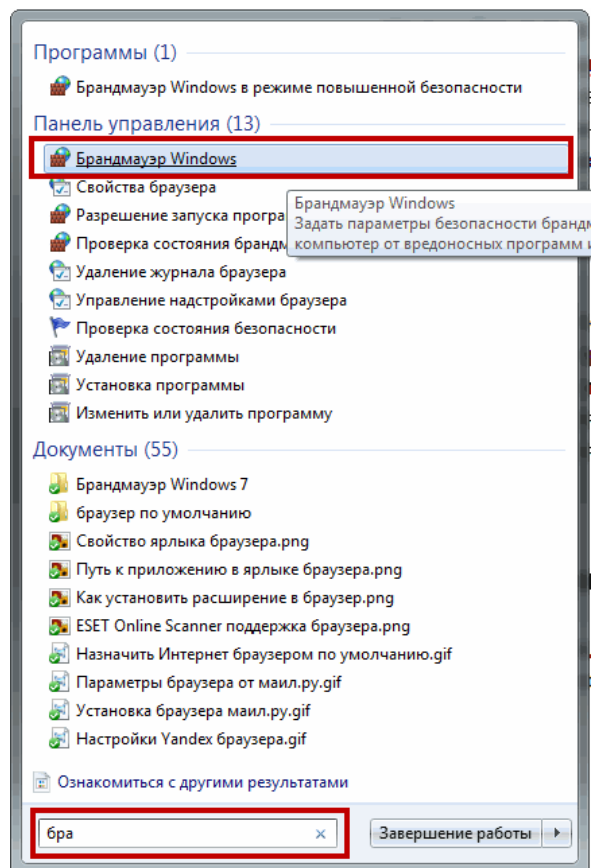 Программы (1)
Брандмауэр Windows в режиме повышенной безопасности
Панель управления (13)
Брандмауэр Windows
Свойства браузера
Разрешение запуска програ
Проверка состояния брандм
Брандмауэр Windows
Задать параметры безопасности брандм
компьютер от вредоносных программ и
Удаление журнала браузера
Управление надстройками браузера
Проверка состояния безопасности
Удаление программы
Установка программы
Изменить или удалить программу
Документы (55)
Брандмауэр Windows 7
браузер по умолчанию
Свойство ярлыка браузера.png
Путь к приложению в ярлыке браузера.png
Как установить расширение в браузер.png
ESET Online Scanner поддержка браузера.png
Назначить Интернет браузером по умолчанию.gif
Параметры браузера от маил.ру.gif
Установка браузера маил.ру.gif
Настройки Yandex браузера.gif
Ознакомиться с другими результатами
бра
Завершение работы